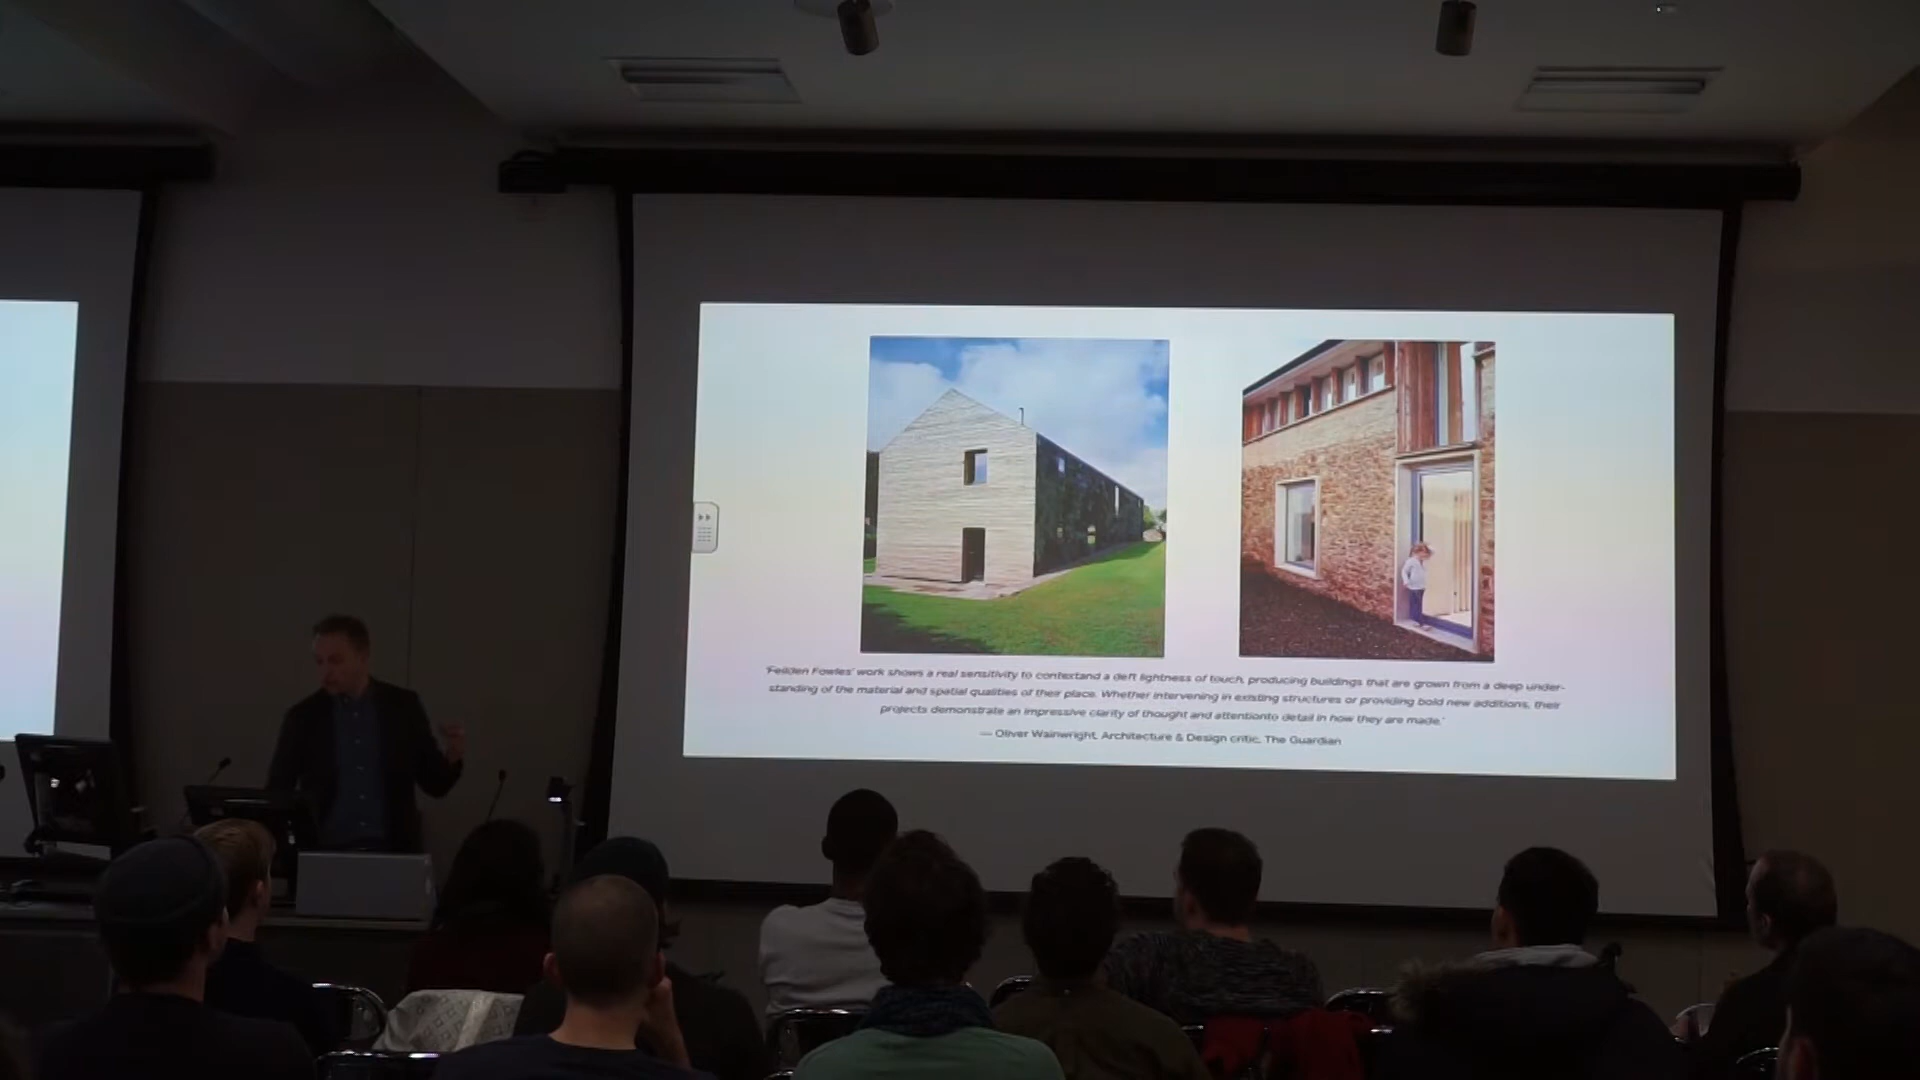 'Feilden Fowles' work shows a real sensitivity to contextand a deft lightness of touch, producing buildings that are grown from a deep under-
standing of the material and spatial qualities of their place. Whether intervening in existing structures or providing bold new additions, their
projects demonstrate an impressive clarity of thought and attentionto detail in how they are made.'
— Oliver Wainwright, Architecture & Design critic, The Guardian